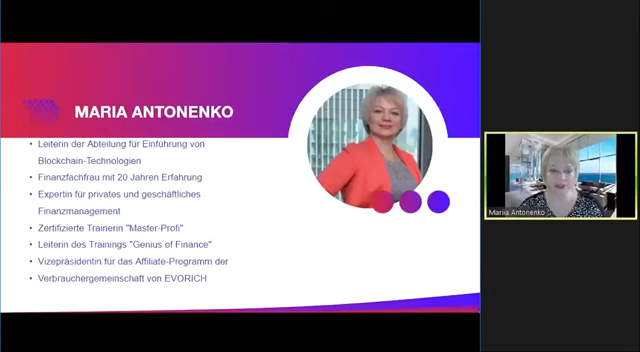 MARIA ANTONENKO
Leiterin der Abteilung für Einführung von
Blockchain-Technologien
Finanzfachfrau mit 20 Jahren Erfahrung
Expertin für privates und geschäftliches
Finanzmanagement
Zertifizierte Trainerin "Master-Profi"
Leiterin des Trainings "Genius of Finance"
Vizepräsidentin für das Affiliate-Programm der
Verbrauchergemeinschaft von EVORICH
Mariia Antonenko